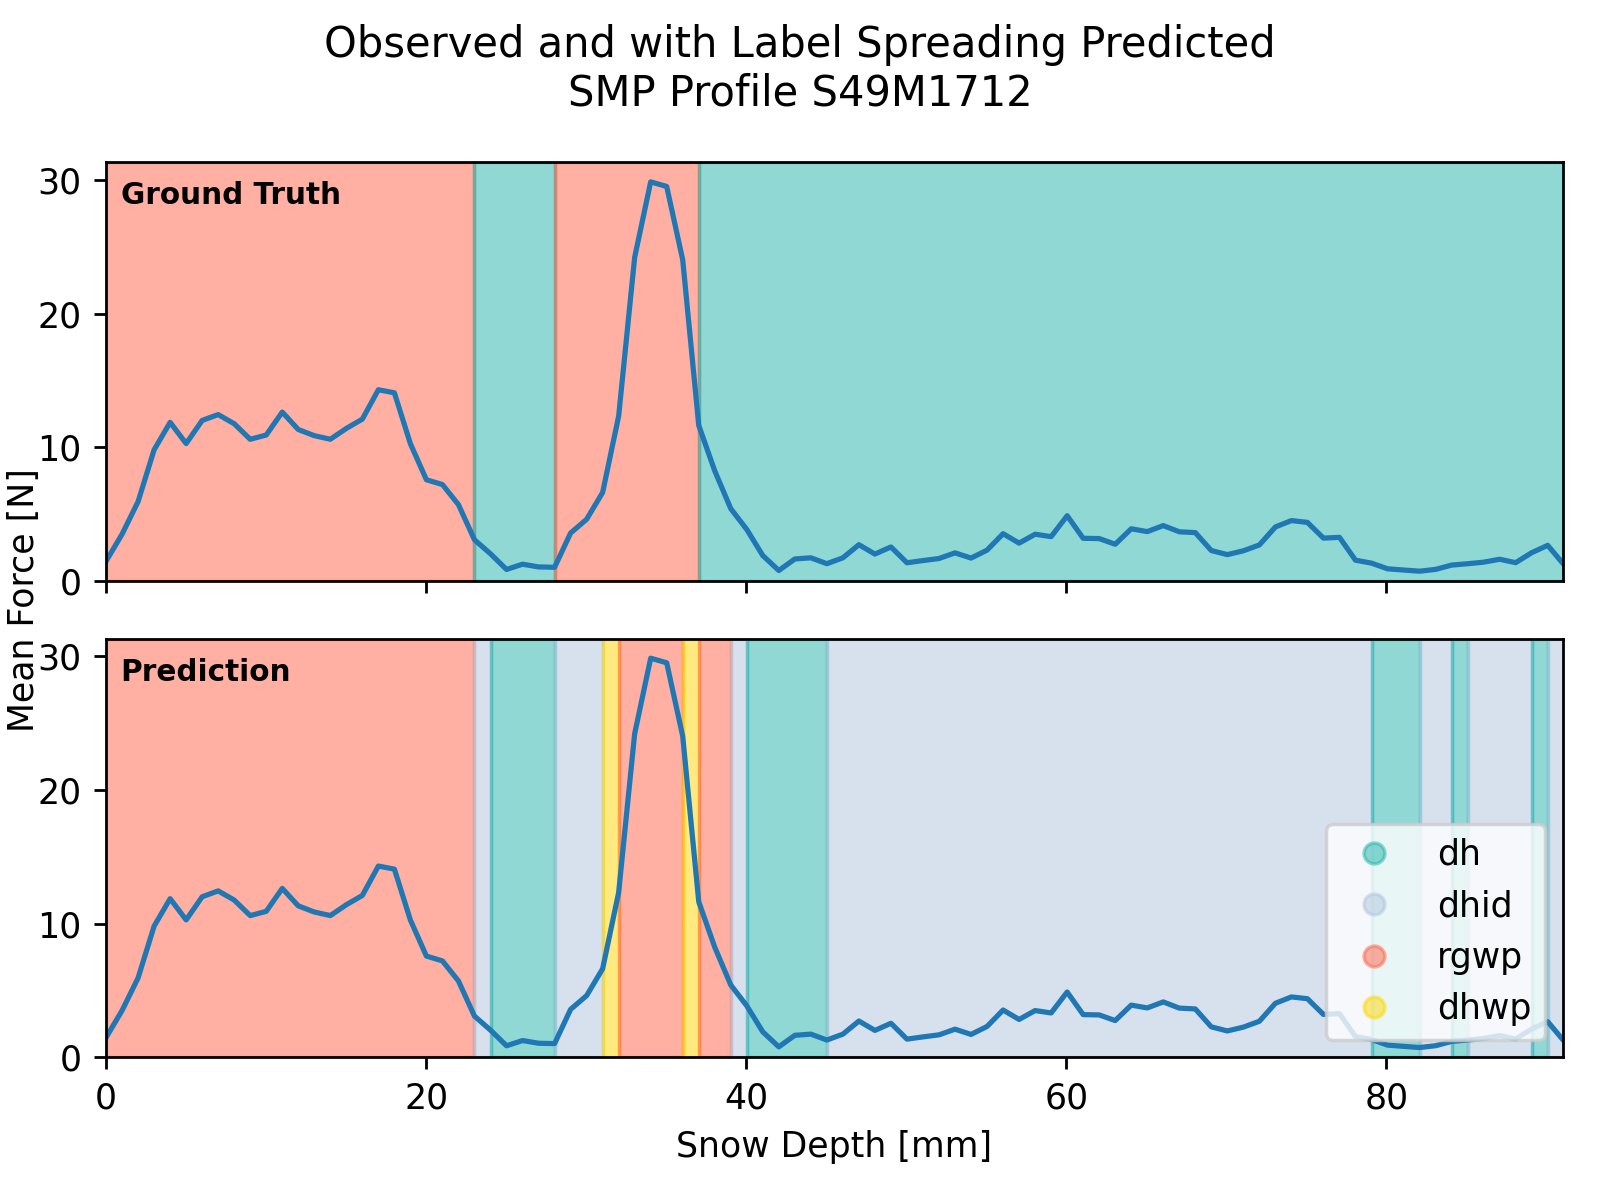 Observed and with Label Spreading Predicted
SMP Profile S49M1712
Ground Truth
30
20
10
0
Mean Force [N]
Prediction
30
20
10
0
dh
dhid
rgwp
dhwp
0 20 40 60 80
Snow Depth [mm]